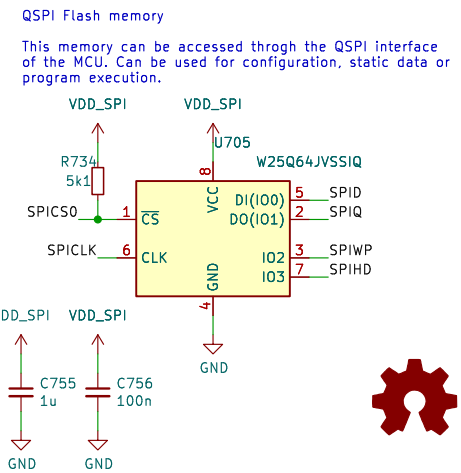 QSPI Flash memory
This memory can be accessed throgh the QSPI interface
of the MCU. Can be used for configuration, static data or
program execution.
VDD_SPI
VDD_SPI
R734
5k1
U705
W25Q64JVSSIQ
8
VCC
SPICS0
1
CS
DI(IO0)
5
SPID
DO(IO1)
2
SPIQ
SPICLK
6
CLK
IO2
3
SPIWP
IO3
7
SPIHD
GND
4
GND
DD_SPI
VDD_SPI
C755
1u
C756
100n
GND
GND